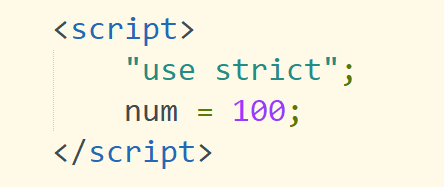 <script>
"use strict";
num = 100;
</script>